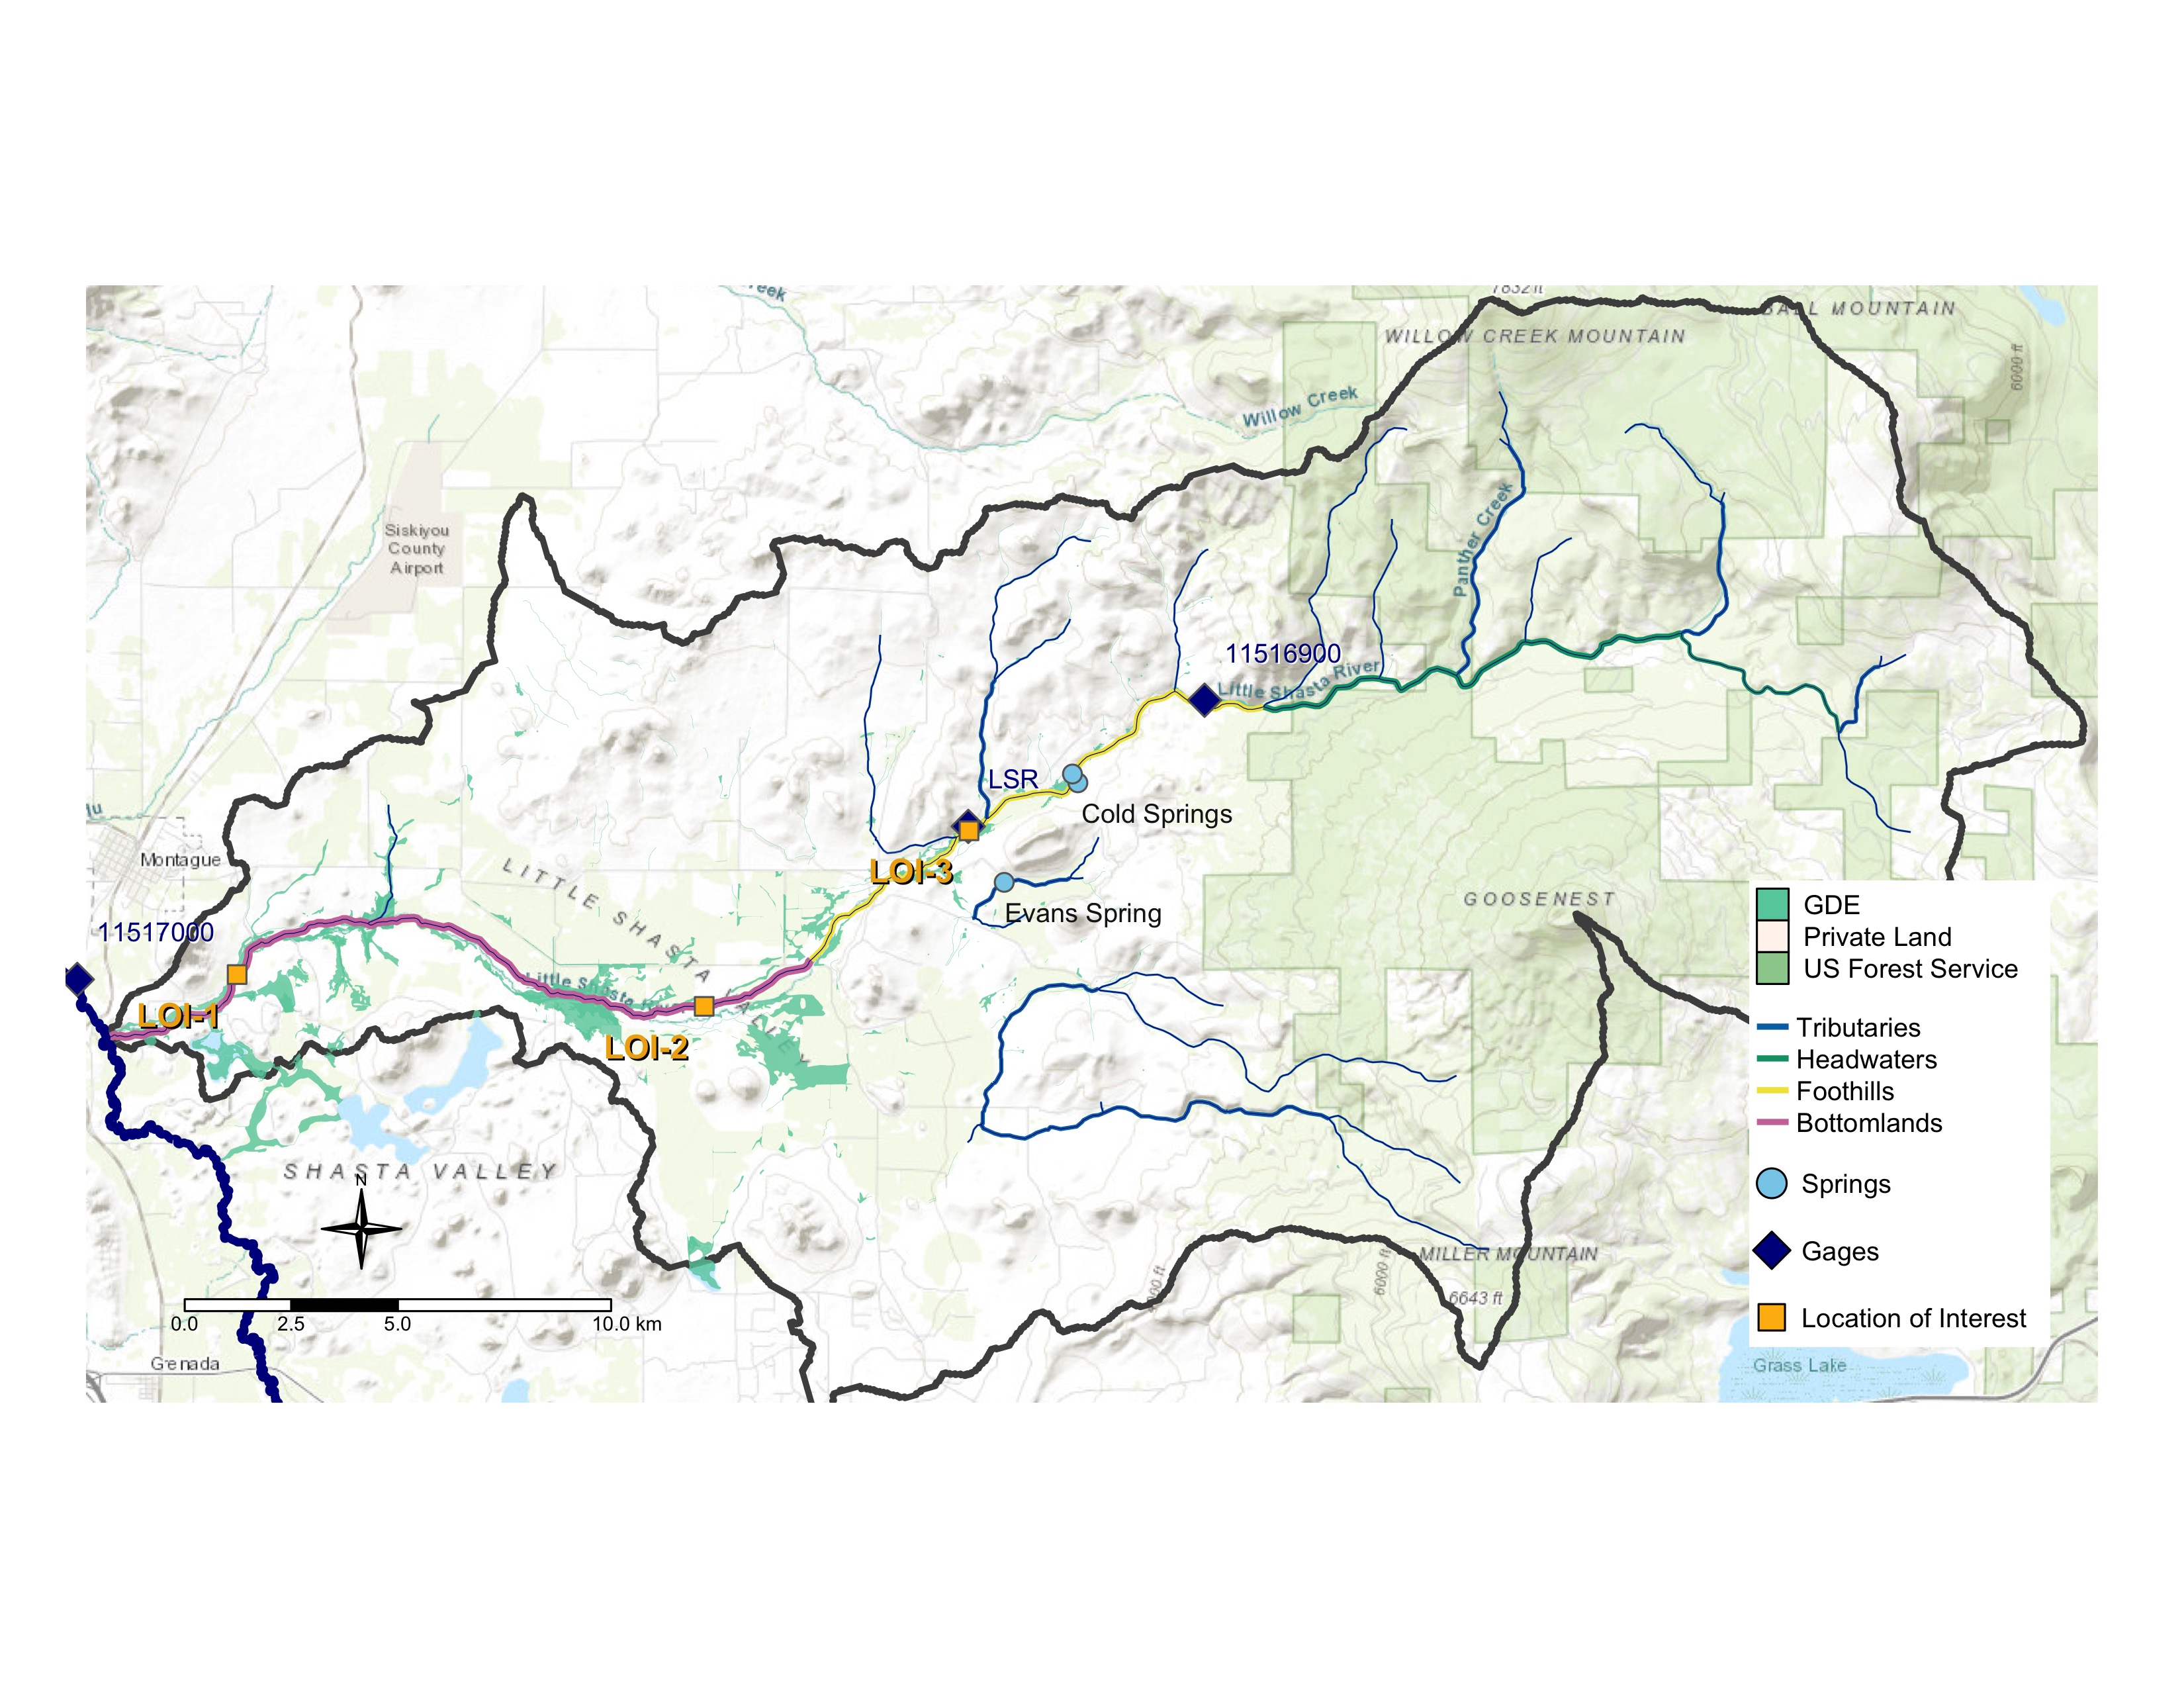 7832 ft
BALL MOUNTAIN
WILLOW CREEK MOUNTAIN
6000 ft
Willow Creek
Siskiyou
County
Airport
Panther Creek
11516900
Little Shasta River
LSR
Cold Springs
Montague
LOI-3
LITTLE SHASTA VALLEY
Evans Spring
GOOSENEST
11517000
Little Shasta River
LOI-1
LOI-2
SHASTA VALLEY
N
MILLER MOUNTAIN
6000 ft
6643 ft
0.0
2.5
5.0
10.0 km
Grenada
Grass Lake
GDE
Private Land
US Forest Service
Tributaries
Headwaters
Foothills
Bottomlands
Springs
Gages
Location of Interest